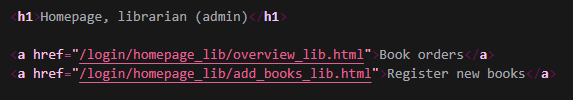 <h1>Homepage, librarian (admin)</h1>
<a href="/login/homepage_lib/overview_lib.html">Book orders</a>
<a href="/login/homepage_lib/add_books_lib.html">Register new books</a>